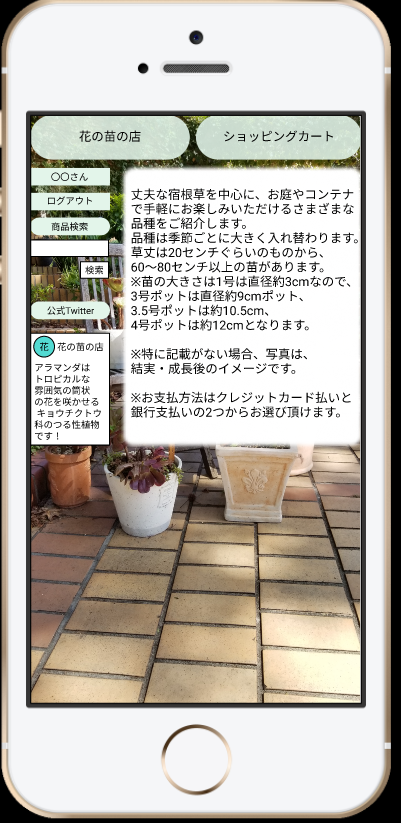 花の苗の店
ショッピングカート
〇〇さん
ログアウト
商品検索
検索
公式Twitter
花 花の苗の店
アラマンダは
トロピカルな
雰囲気の筒状
の花を咲かせる
キョウチクトウ
科のつる性植物
です！
丈夫な宿根草を中心に、お庭やコンテナ
で手軽にお楽しみいただけるさまざまな
品種をご紹介します。
品種は季節ごとに大きく入れ替わります。
草丈は20センチぐらいのものから、
60〜80センチ以上の苗があります。
※苗の大きさは1号は直径約3cmなので、
3号ポットは直径約9cmポット、
3.5号ポットは約10.5cm、
4号ポットは約12cmとなります。
※特に記載がない場合、写真は、
結実・成長後のイメージです。
※お支払方法はクレジットカード払いと
銀行支払いの2つからお選び頂けます。